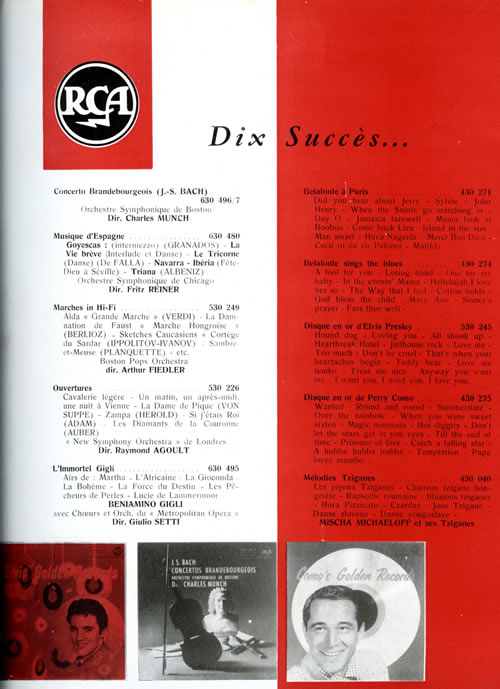 RCA
Dix Succès...
Concerto Brandebourgeois (J.-S. BACH)
630 496/7
Orchestre Symphonique de Boston
Dir. Charles MUNCH
Musique d'Espagne . . . . . . . . . . . . . . . . 630 480
Goyescas : (intermezzo) (GRANADOS) - La
Vie brève (Interlude et Danse) - Le Tricorne
(Danse) (De FALLA) - Navarra - Ibéria (Fête-
Dieu à Séville) - Triana (ALBENIZ)
Orchestre Symphonique de Chicago
Dir. Fritz REINER
Marches in Hi-Fi . . . . . . . . . . . . . . . . . 630 249
Aïda « Grande Marche » (VERDI) - La Dam-
nation de Faust « Marche Hongroise »
(BERLIOZ) - Sketches Caucasiens « Cortège
du Sardar (IPPOLITOV-IVANOV) - Sambre-
et-Meuse (PLANQUETTE) - etc.
Boston Pops Orchestra
dir. Arthur FIEDLER
Ouvertures . . . . . . . . . . . . . . . . . . . . 630 226
Cavalerie légère - Un matin, un après-midi,
une nuit à Vienne - La Dame de Pique (VON
SUPPE) - Zampa (HEROLD) - Si j'étais Roi
(ADAM) - Les Diamants de la Couronne
(AUBER)
« New Symphony Orchestra » de Londres
Dir. Raymond AGOULT
L'Immortel Gigli . . . . . . . . . . . . . . . . . 630 495
Airs de : Martha - L'Africaine - La Gioconda -
La Bohème - La Force du Destin - Les Pê-
cheurs de Perles - Lucie de Lammermoor
BENIAMINO GIGLI
avec Chœurs et Orch. du « Metropolitan Opera »
Dir. Giulio SETTI
Belafonte à Paris . . . . . . . . . . . . . . . . 430 271
Did you hear about Jerry - Sylvie - John
Henry - When the Saints go marching in -
Day O - Jamaica farewell - Mama look at
Boohoo - Come back Liza - Island in the sun -
Man smart - Hava Nageela - Merci Bon Dieu -
Cucu ru cu cu Paloma - Matilda
Belafonte sings the blues . . . . . . . . . . . . 430 274
A fool for you - Losing hand - One for my
baby - In the evenin' Mama - Hellelujah I love
her so - The Way that I feel - Cotton fields -
God bless the child - Mary Ann - Sinner's
prayer - Fare thee well -
Disque en or d'Elvis Presley . . . . . . . . . . 530 245
Hound dog - Loving you - All shook up -
Heartbreak Hotel - Jailhouse rock - Love me -
Too much - Don't be cruel - That's when your
heartaches begin - Teddy bear - Love me
tender - Treat me nice - Anyway you want
me - I want you, I need you, I love you.
Disque en or de Perry Como . . . . . . . . . . . 430 275
Wanted - Round and round - Summertime -
Over the rainbow - When you were sweet
sixten - Magic moments - Hot diggity - Don't
let the stars get in you eyes - Till the end of
time - Prisoner of love - Catch a falling star -
A hubba hubba hubba - Temptation - Papa
loves mambo -
Mélodies Tziganes . . . . . . . . . . . . . . . . 430 040
Les joyeux Tziganes - Chanson tzigane hon-
groise - Rapsodie roumaine - Illusions tziganes
- Hora Pizzicato - Czardas - Joue Tzigane -
Danse slovène - Danse yougoslave -
MISCHA MICHAELOFF et ses Tziganes
Elvis' Golden Records
J.S. BACH
CONCERTOS BRANDEBOURGEOIS
ORCHESTRE SYMPHONIQUE DE BOSTON
Dir. CHARLES MUNCH
Como's Golden Records